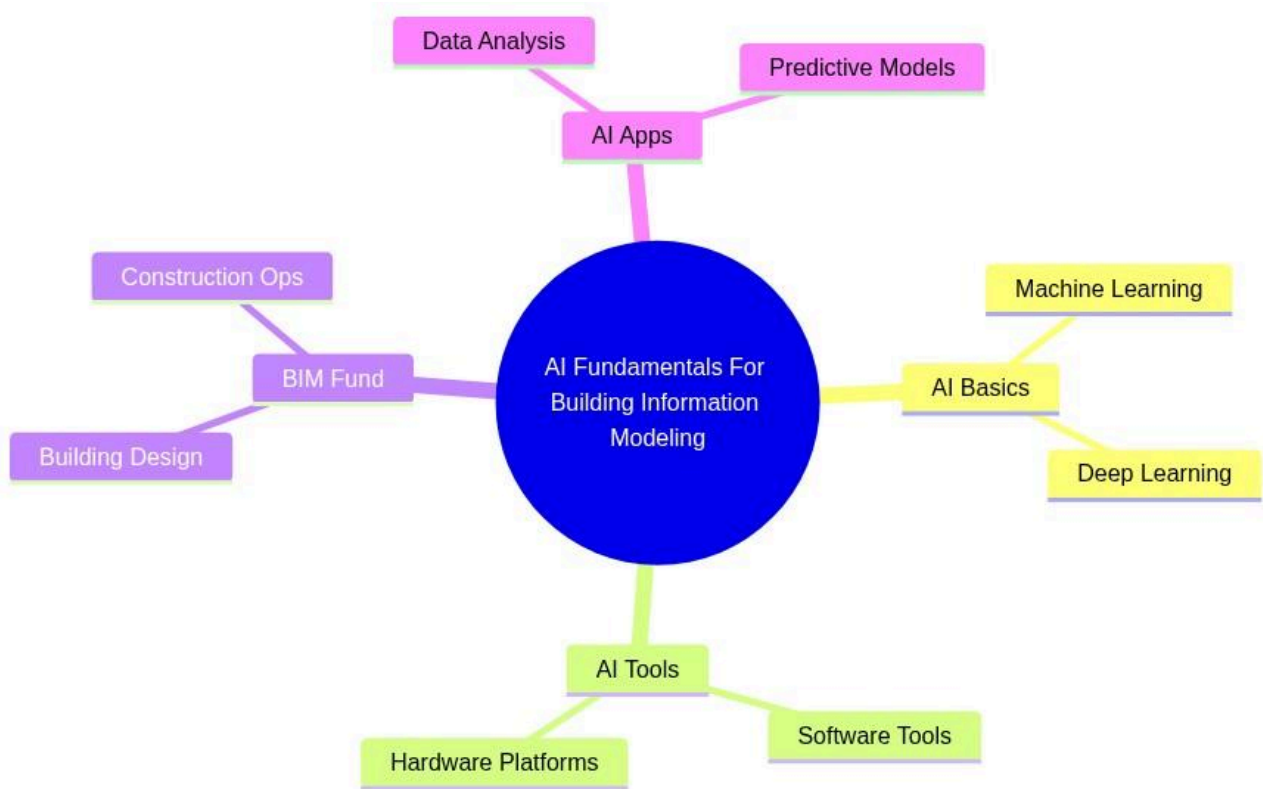 Data Analysis
Predictive Models
AI Apps
Construction Ops
BIM Fund
Building Design
AI Fundamentals For
Building Information
Modeling
Machine Learning
AI Basics
Deep Learning
AI Tools
Software Tools
Hardware Platforms